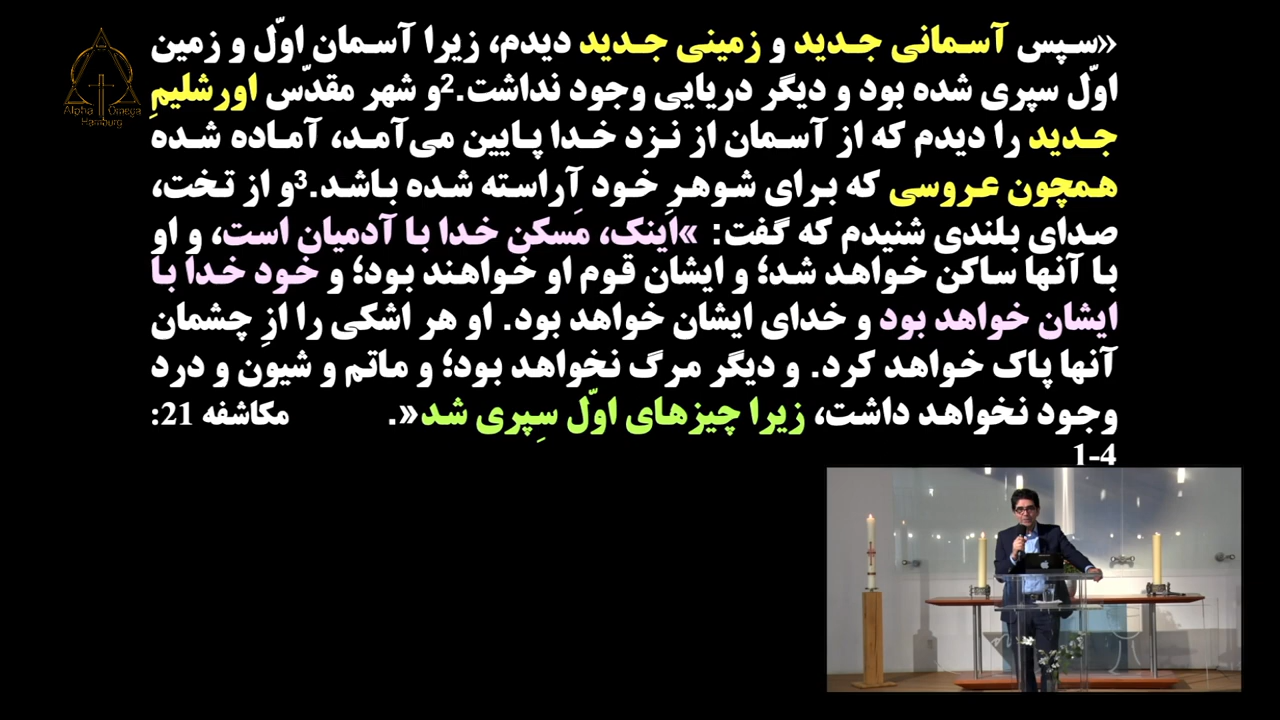 Alpha Omega
Hamburg
«سپس آسمانی جدید و زمینی جدید دیدم، زیرا آسمان اوّل و زمین
اوّل سپری شده بود و دیگر دریایی وجود نداشت.2و شهر مقدّس اورشلیمِ
جدید را دیدم که از آسمان از نزد خدا پایین می‌آمد، آماده شده
همچون عروسی که برای شوهرِ خود آراسته شده باشد.3و از تخت،
صدای بلندی شنیدم که گفت: »اینک، مَسکن خدا با آدمیان است، و او
با آنها ساکن خواهد شد؛ و ایشان قوم او خواهند بود؛ و خود خدا با
ایشان خواهد بود و خدای ایشان خواهد بود. او هر اشکی را از چشمانِ
آنها پاک خواهد کرد. و دیگر مرگ نخواهد بود؛ و ماتم و شیون و درد
وجود نخواهد داشت، زیرا چیزهای اوّل سِپری شد«. مکاشفه 21:
1-4